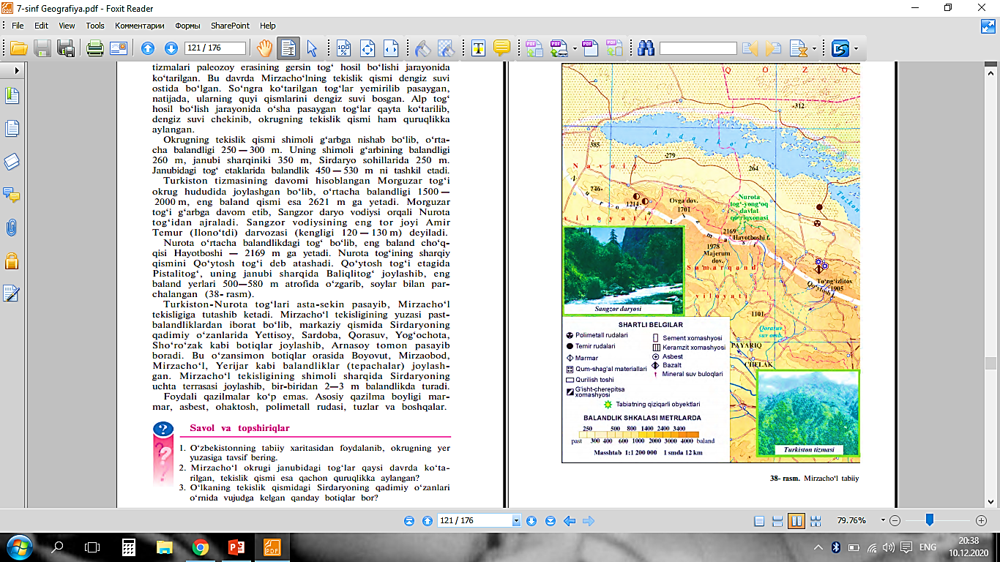 7-sinf Geografiya.pdf - Foxit Reader
File Edit View Tools Комментарии Формы SharePoint Help
121 / 176
tizmalari paleozoy erasining gersin tog‘ hosil bo‘lishi jarayonida
ko‘tarilgan. Bu davrda Mirzacho‘lning tekislik qismi dengiz suvi
ostida bo‘lgan. So‘ngra ko‘tarilgan tog‘lar yemirilib pasaygan,
natijada, ularning quyi qismlarini dengiz suvi bosgan. Alp tog‘
hosil bo‘lish jarayonida o‘sha pasaygan tog‘lar qayta ko‘tarilib,
dengiz suvi chekinib, okrugning tekislik qismi ham quruqlikka
aylangan.
Okrugning tekislik qismi shimoli g‘arbga nishab bo‘lib, o‘rta-
cha balandligi 250 — 300 m. Uning shimoli g‘arbining balandligi
260 m, janubi sharqiniki 350 m, Sirdaryo sohillarida 250 m.
Janubidagi tog‘ etaklarida balandlik 450 — 530 m ni tashkil etadi.
Turkiston tizmasining davomi hisoblangan Morguzar tog‘i
okrug hududida joylashgan bo‘lib, o‘rtacha balandligi 1500 —
2000 m, eng baland qismi esa 2621 m ga yetadi. Morguzar
tog‘i g‘arbga davom etib, Sangzor daryo vodiysi orqali Nurota
tog‘idan ajraladi. Sangzor vodiysining eng tor joyi Amir
Temur (Ilono‘tdi) darvozasi (kengligi 120 — 130 m) deyiladi.
Nurota o‘rtacha balandlikdagi tog‘ bo‘lib, eng baland cho‘q-
qisi Hayotboshi — 2169 m ga yetadi. Nurota tog‘ining sharqiy
qismini Qo‘ytosh tog‘i deb atashadi. Qo‘ytosh tog‘i etagida
Pistalitog‘, uning janubi sharqida Baliqlitog‘ joylashib, eng
baland yerlari 500—580 m atrofida o‘zgarib, soylar bilan par-
chalangan (38- rasm).
Turkiston-Nurota tog‘lari asta-sekin pasayib, Mirzacho‘l
tekisligiga tutashib ketadi. Mirzacho‘l tekisligining yuzasi past-
balandliklardan iborat bo‘lib, markaziy qismida Sirdaryoning
qadimiy o‘zanlarida Yettisoy, Sardoba, Qorasuv, Yog‘ochota,
Sho‘ro‘zak kabi botiqlar joylashib, Arnasoy tomon pasayib
boradi. Bu o‘zansimon botiqlar orasida Boyovut, Mirzaobod,
Mirzacho‘l, Yerijar kabi balandliklar (tepachalar) joylash-
gan. Mirzacho‘l tekisligining shimoli sharqida Sirdaryoning
uchta terrasasi joylashib, bir-biridan 2—3 m balandlikda turadi.
Foydali qazilmalar ko‘p emas. Asosiy qazilma boyligi mar-
mar, asbest, ohaktosh, polimetall rudasi, tuzlar va boshqalar.
Savol va topshiriqlar
1. O‘zbekistonning tabiiy xaritasidan foydalanib, okrugning yer
yuzasiga tavsif bering.
2. Mirzacho‘l okrugi janubidagi tog‘lar qaysi davrda ko‘ta-
rilgan, tekislik qismi esa qachon quruqlikka aylangan?
3. O‘lkaning tekislik qismidagi Sirdaryoning qadimiy o‘zanlari
o‘rnida vujudga kelgan qanday botiqlar bor?
Q O Z O
312
Aydarko‘l
585
279
264
Navoiy
746
1214
Ovga dov.
1701
viloyati
Nurota
tog‘-yong‘oq
davlat
qo‘riqxonasi
Tuzkon
Nurota
2169
Hayotboshi t.
1978
Majerum
dov.
Samarqand
viloyati
To‘ng‘izlitov
1905
Qo‘ytosh
1101
Qorasuv
suv omb.
PAYARIQ
CHELAK
Sangzor daryosi
SHARTLI BELGILAR
Polimetall rudalari
Temir rudalari
Marmar
Qum-shag‘al materiallari
Qurilish toshi
G‘isht-cherepitsa
xomashyosi
Sement xomashyosi
Keramzit xomashyosi
Asbest
Bazalt
Mineral suv buloqlari
Tabiatning qiziqarli obyektlari
BALANDLIK SHKALASI METRLARDA
250 500 800 1400 2400 3400
past 300 400 600 1000 2000 3000 4000 baland
Masshtab 1:1 200 000 1 smda 12 km
Turkiston tizmasi
38- rasm. Mirzacho‘l tabiiy
121 / 176
79.76%
ENG
20:38
10.12.2020